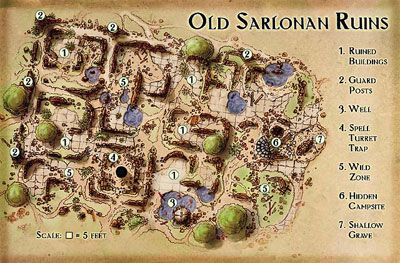 OLD SARLONAN RUINS
1. RUINED
BUILDINGS
2. GUARD
POSTS
3. WELL
4. SPELL
TURRET
TRAP
5. WILD
ZONE
6. HIDDEN
CAMPSITE
7. SHALLOW
GRAVE
2
2
2
1
5
1
2
2
1
1
3
1
6
7
4
1
5
5
SCALE: = 5 FEET